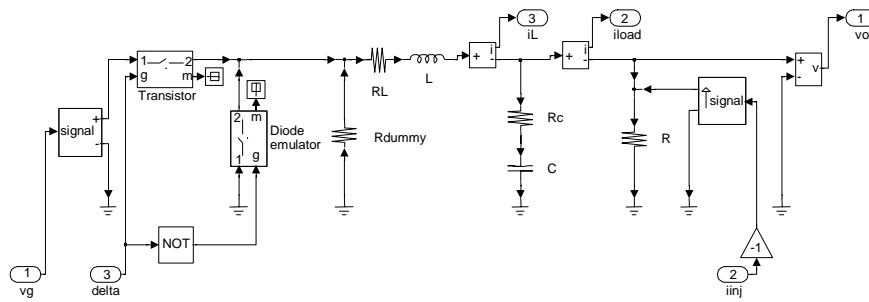 3
iL
2
iload
1
vo
i
-
+
i
-
+
1
2
g
m
Transistor
RL
L
+
-
v
signal
+
-
2
m
1
g
Diode
emulator
Rdummy
Rc
C
R
signal
NOT
-1
1
vg
3
delta
2
iinj